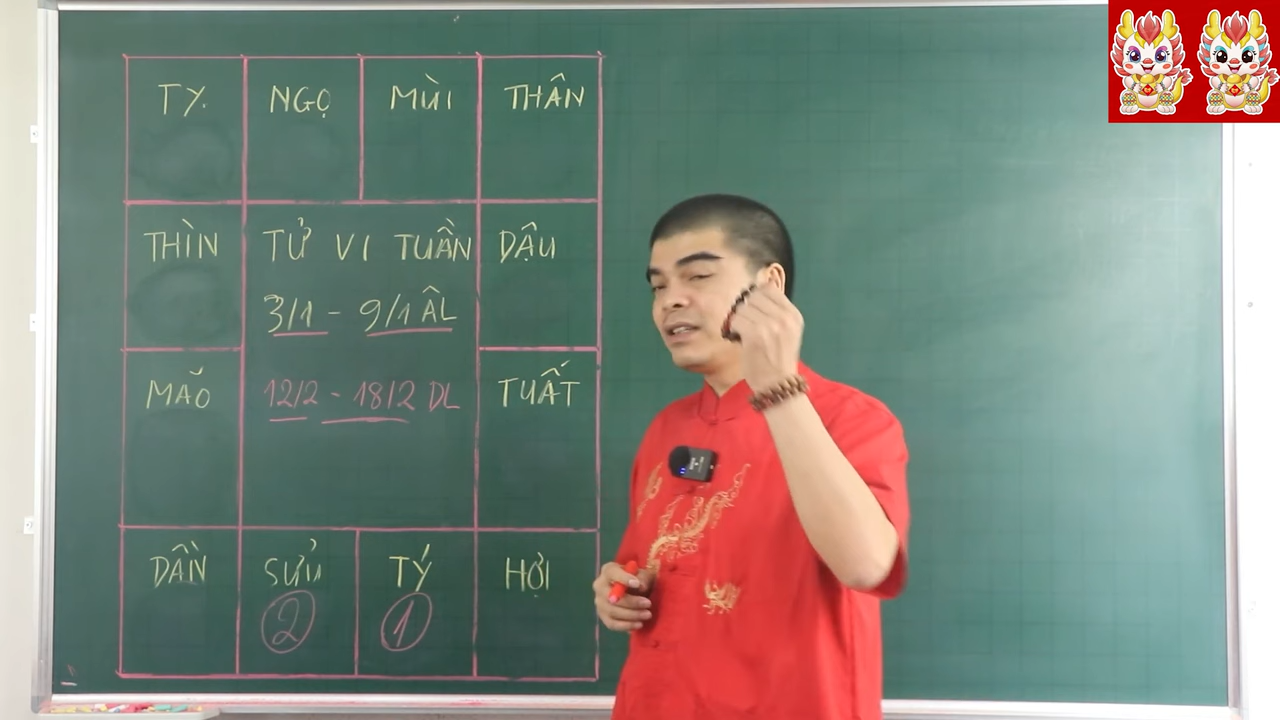 TỴ
NGỌ
MÙI
THÂN
THÌN
TỬ VI TUẦN
3/1 - 9/1 ÂL
12/2 - 18/2 DL
DẬU
MÃO
TUẤT
DẦN
SỬU
2
TÝ
1
HỢI